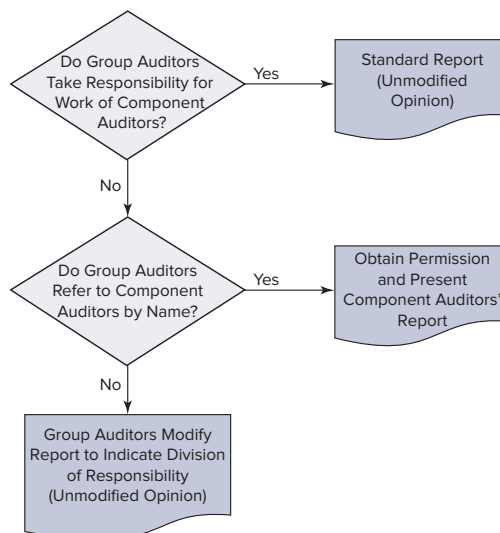 Do Group Auditors
Take Responsibility for
Work of Component
Auditors?
Yes
Standard Report
(Unmodified
Opinion)
No
Do Group Auditors
Refer to Component
Auditors by Name?
Yes
Obtain Permission
and Present
Component Auditors'
Report
No
Group Auditors Modify
Report to Indicate Division
of Responsibility
(Unmodified Opinion)